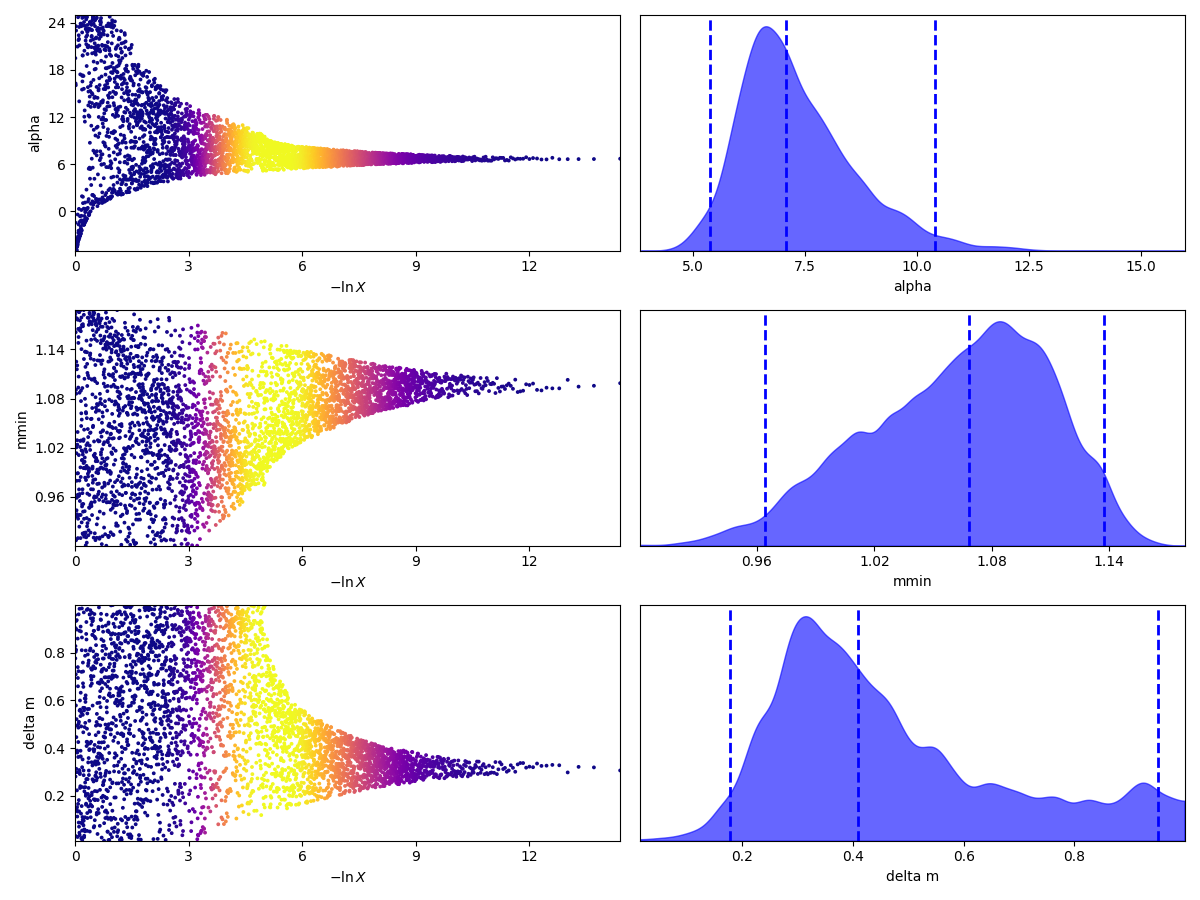 24
18
12
6
0
alpha
0 3 6 9 12
−ln X
5.0 7.5 10.0 12.5 15.0
alpha
1.14
1.08
1.02
0.96
mmin
0 3 6 9 12
−ln X
0.96 1.02 1.08 1.14
mmin
0.8
0.6
0.4
0.2
delta m
0 3 6 9 12
−ln X
0.2 0.4 0.6 0.8
delta m